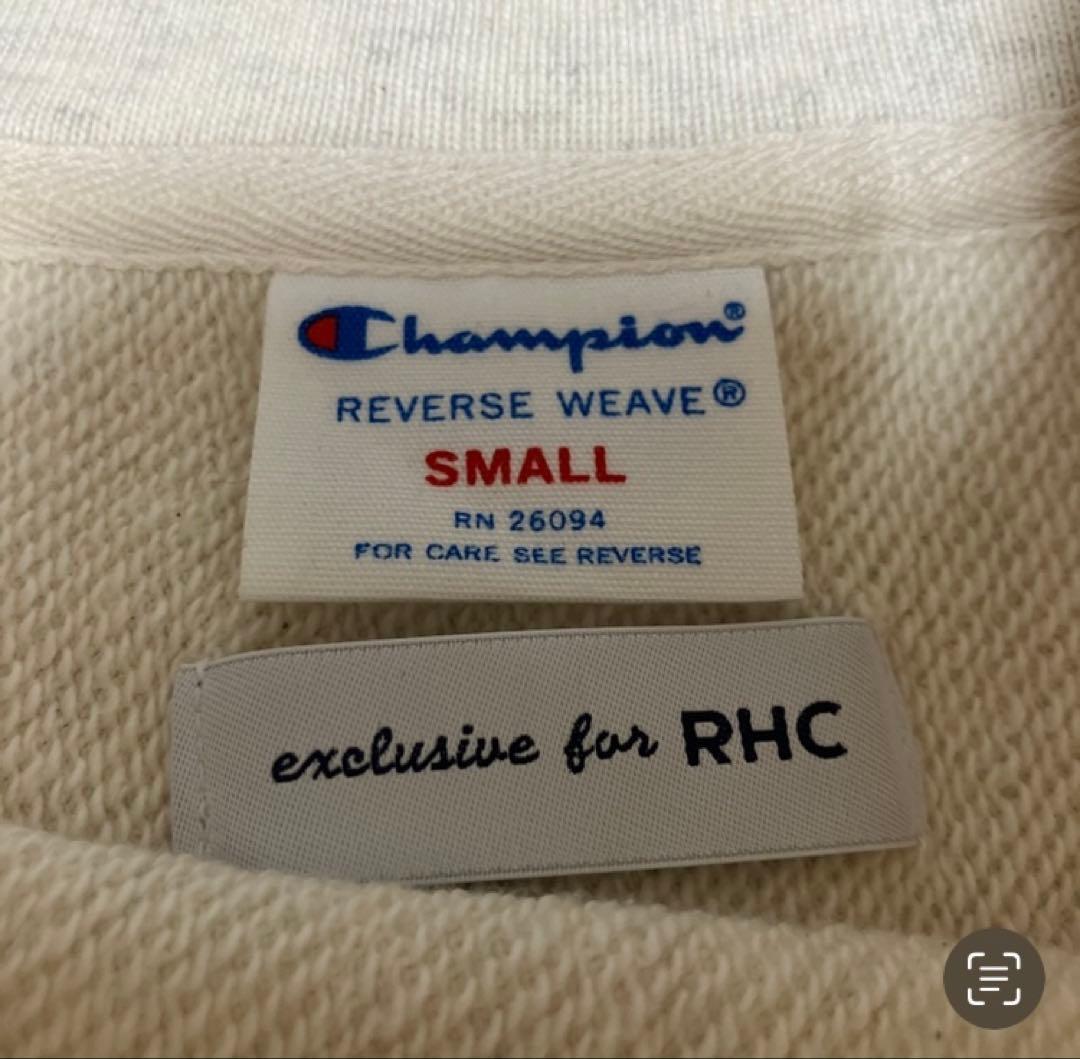 Champion®
REVERSE WEAVE®
SMALL
RN 26094
FOR CARE SEE REVERSE
exclusive for RHC